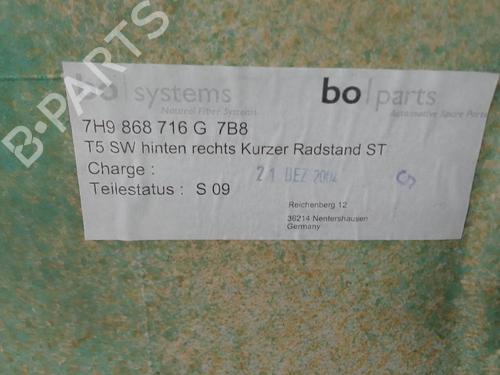 B-PARTS
bo|systems
Natural Fiber Systems
bo|parts
Automotive Spare Parts
7H9 868 716 G 7B8
T5 SW hinten rechts Kurzer Radstand ST
Charge : 21 DEZ 2004
Teilestatus : S 09
Reichenberg 12
36214 Nentershausen
Germany